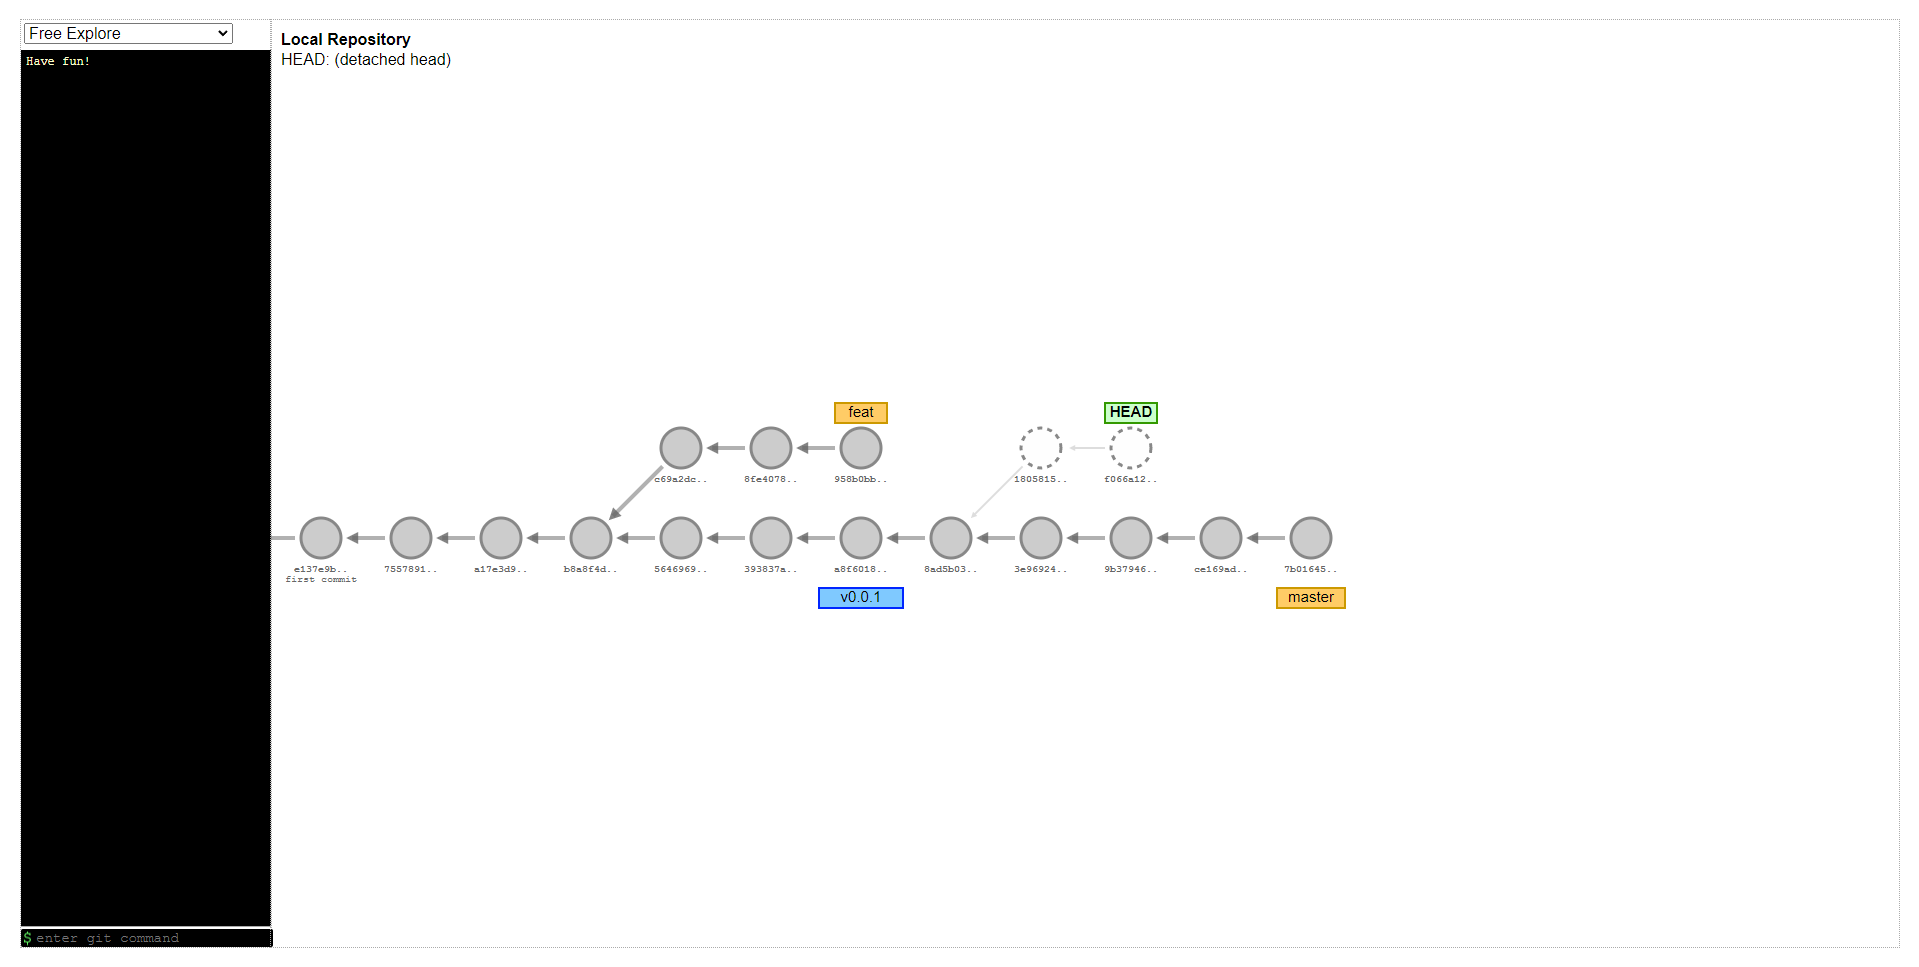 Free Explore
Have fun!
$ enter git command
Local Repository
HEAD: (detached head)
feat
HEAD
c69a2dc..
8fe4078..
958b0bb..
1805815..
f066a12..
e137e9b..
first commit
7557891..
a17e3d9..
b8a8f4d..
5646969..
393837a..
a8f6018..
8ad5b03..
3e96924..
9b37946..
ce169ad..
7b01645..
v0.0.1
master